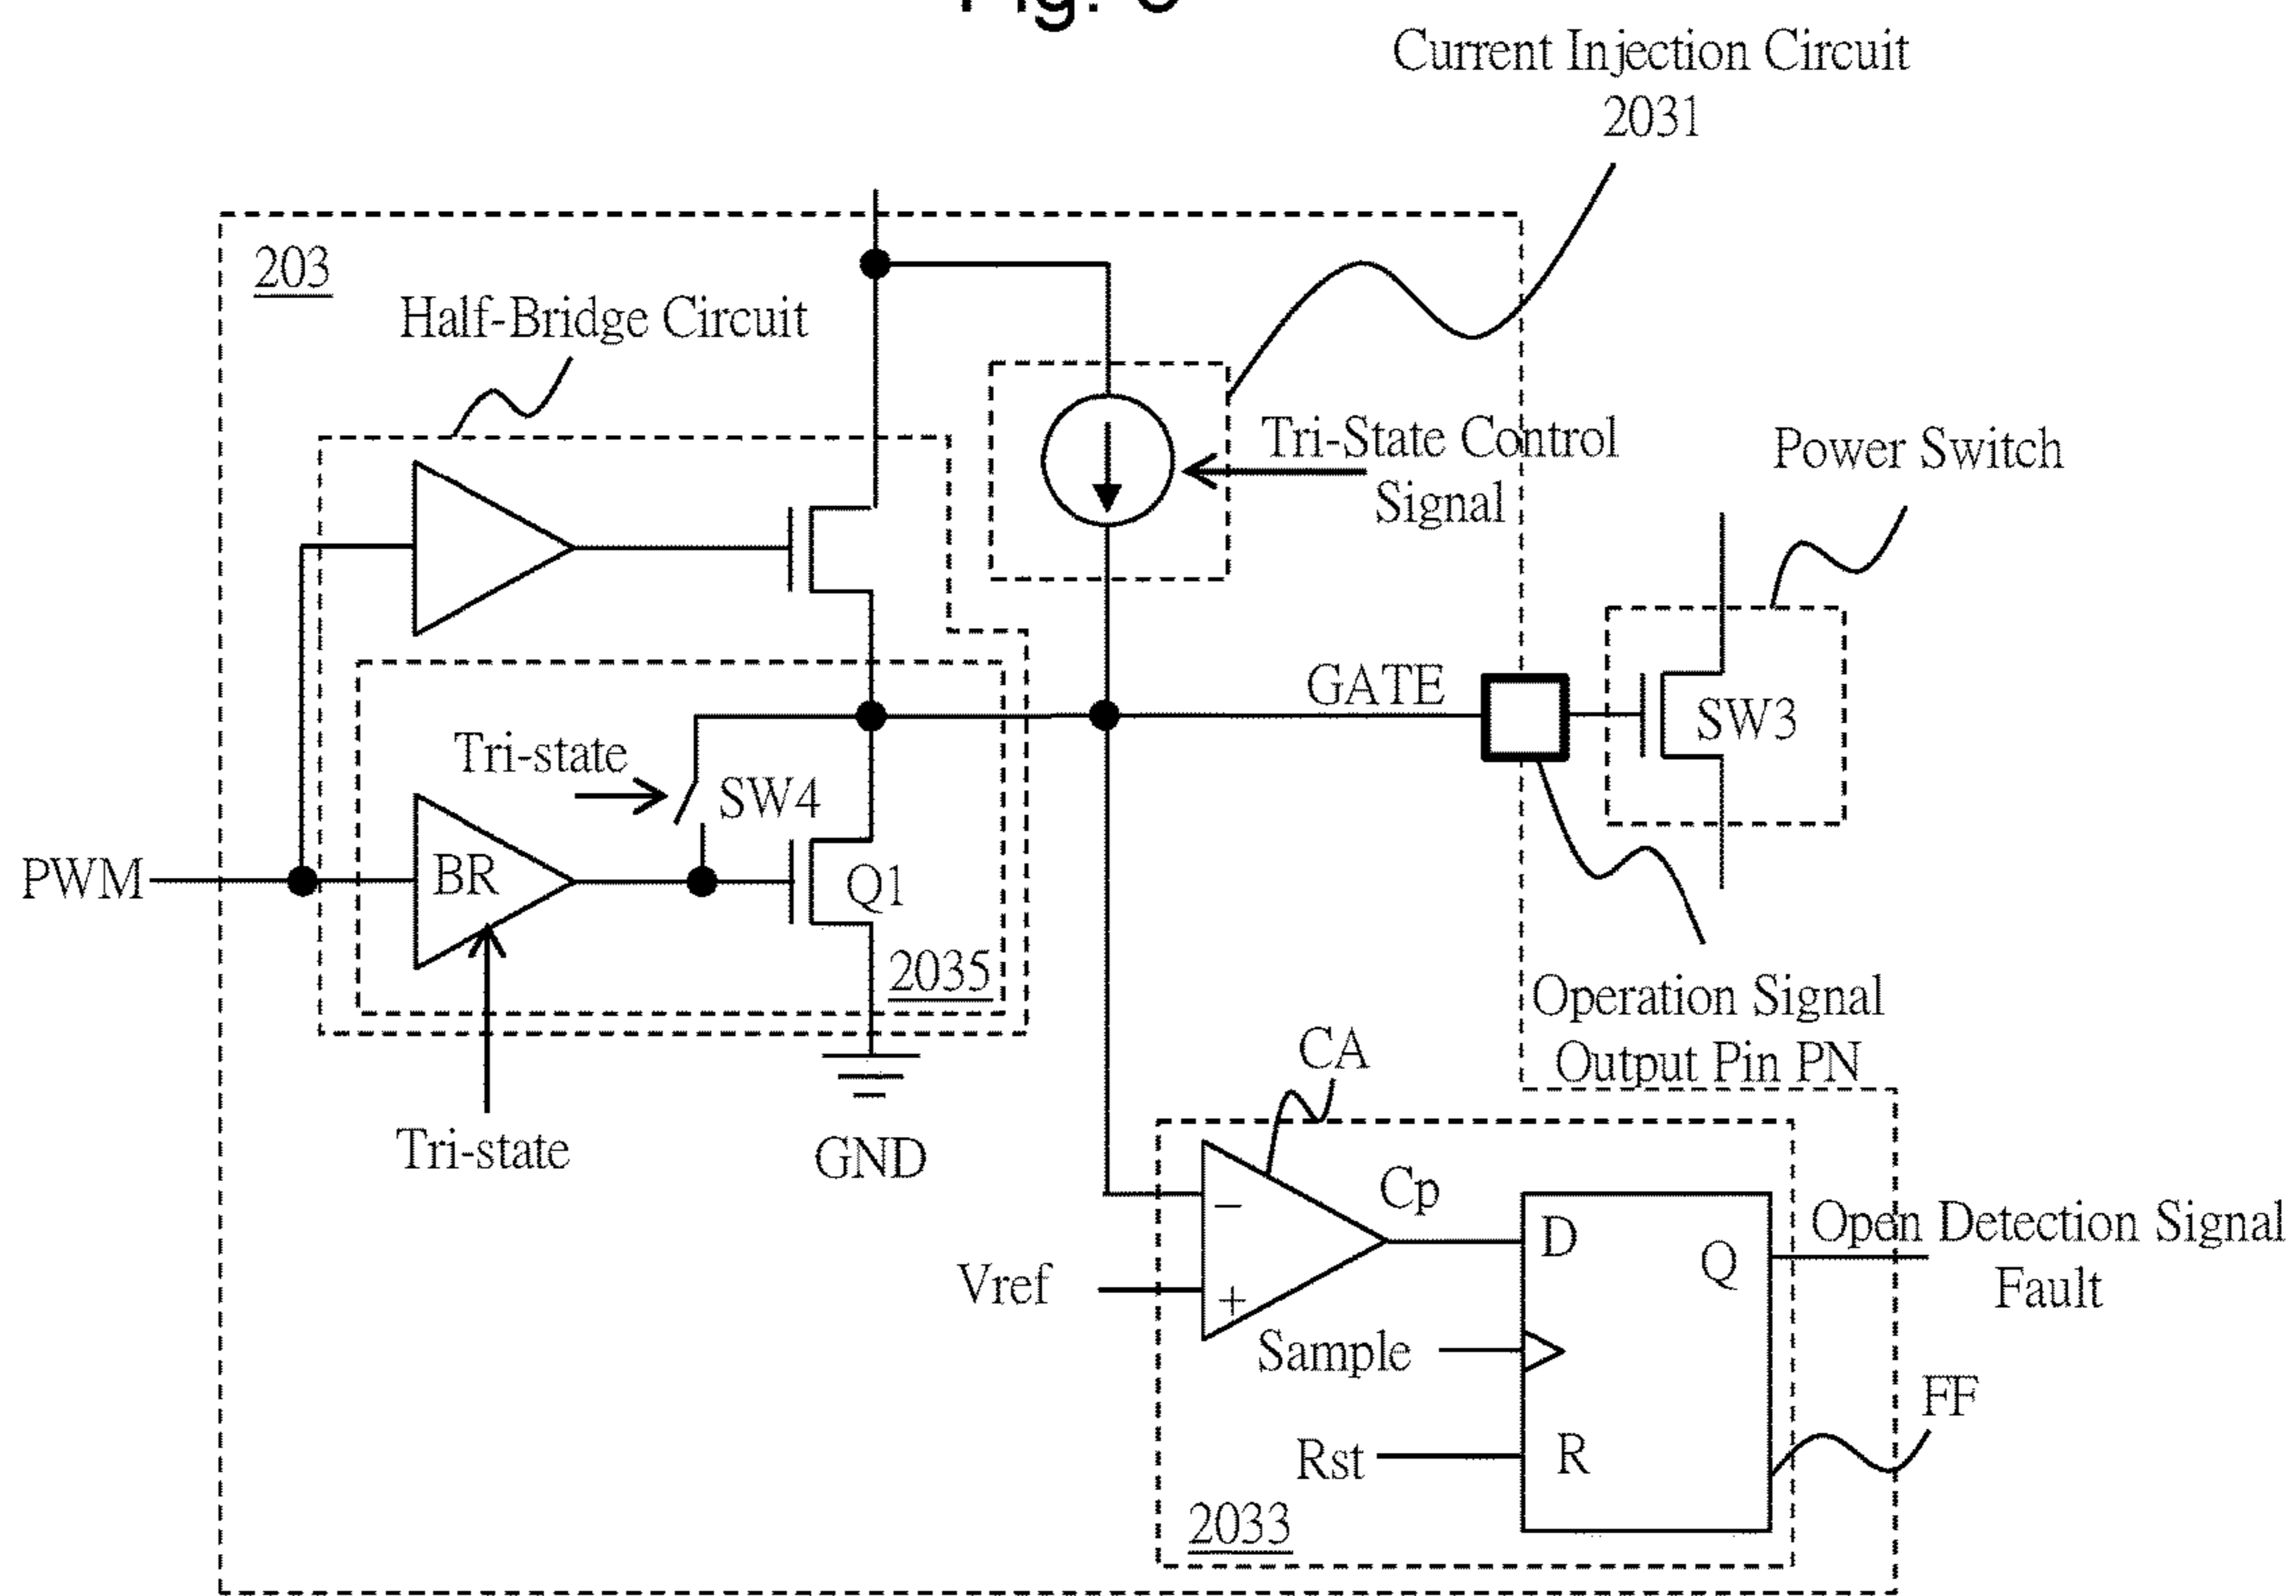 Current Injection Circuit
2031
203
Half-Bridge Circuit
Tri-State Control
Signal
Power Switch
GATE
SW3
Tri-state
SW4
PWM
BR
Q1
2035
Operation Signal
Output Pin PN
CA
Tri-state
GND
Cp
D
Q
Open Detection Signal
Fault
Vref
−
+
Sample
FF
Rst
R
2033